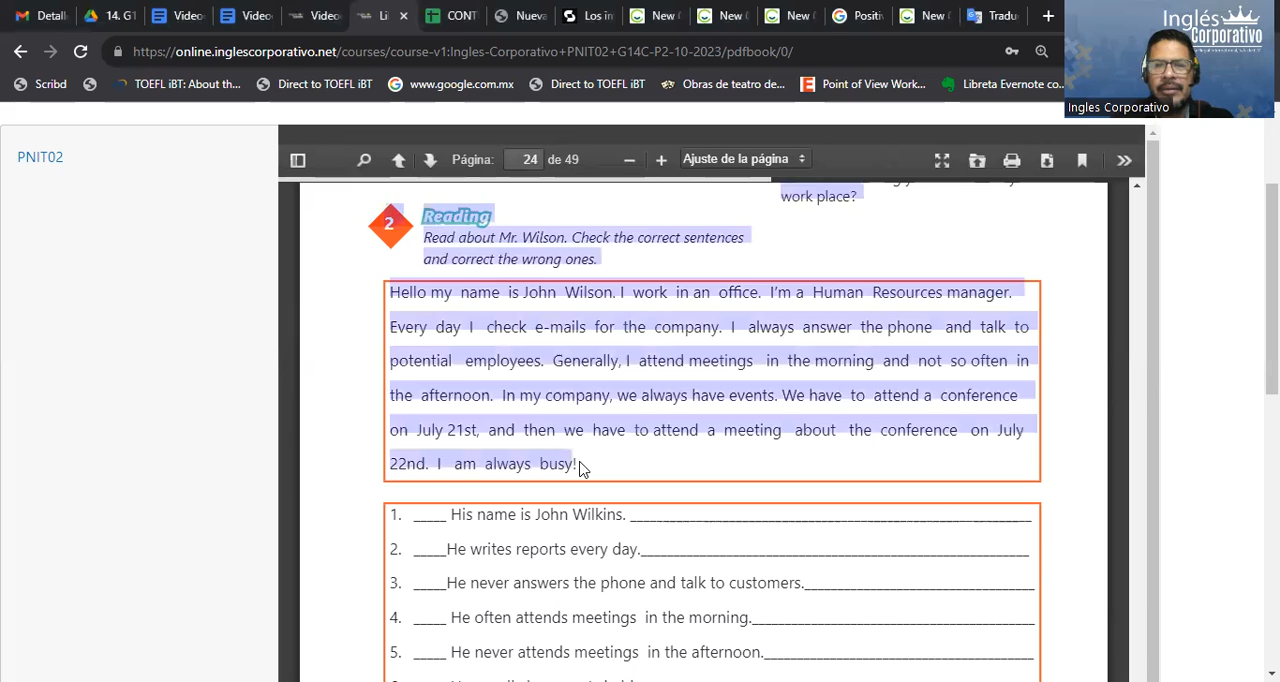 Detall
14. G1
Video
Video
Video
Li
CONT
Nueva
Los in
New f
New f
New f
Positi
New f
Tradu
https://online.inglescorporativo.net/courses/course-v1:Ingles-Corporativo+PNIT02+G14C-P2-10-2023/pdfbook/0/
Scribd
TOEFL iBT: About the...
Direct to TOEFL iBT
www.google.com.mx
Direct to TOEFL iBT
Obras de teatro de...
Point of View Work...
Libreta Evernote co
Inglés
Corporativo
Ingles Corporativo
PNIT02
Página:
24
de 49
Ajuste de la página
work place?
2
Reading
Read about Mr. Wilson. Check the correct sentences
and correct the wrong ones.
Hello my name is John Wilson. I work in an office. I'm a Human Resources manager.
Every day I check e-mails for the company. I always answer the phone and talk to
potential employees. Generally, I attend meetings in the morning and not so often in
the afternoon. In my company, we always have events. We have to attend a conference
on July 21st, and then we have to attend a meeting about the conference on July
22nd. I am always busy!
1. _____ His name is John Wilkins. ___
2. _____He writes reports every day.___
3. _____He never answers the phone and talk to customers.___
4. _____ He often attends meetings in the morning.___
5. _____ He never attends meetings in the afternoon.___